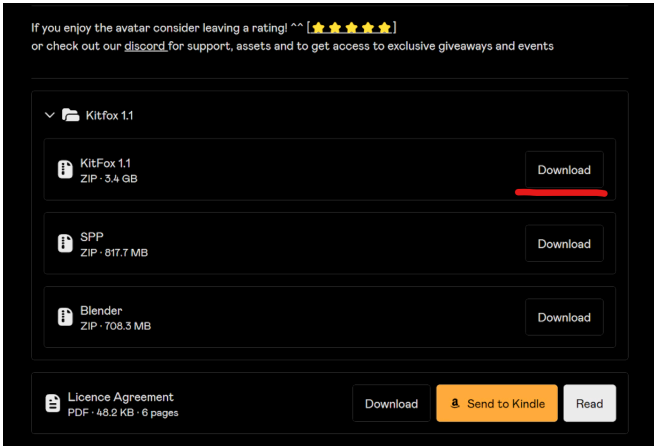 If you enjoy the avatar consider leaving a rating! ^^ [⭐⭐⭐⭐⭐]
or check out our discord for support, assets and to get access to exclusive giveaways and events
Kitfox 1.1
KitFox 1.1
ZIP · 3.4 GB
Download
SPP
ZIP · 817.7 MB
Download
Blender
ZIP · 708.3 MB
Download
Licence Agreement
PDF · 48.2 KB · 6 pages
Download
Send to Kindle
Read